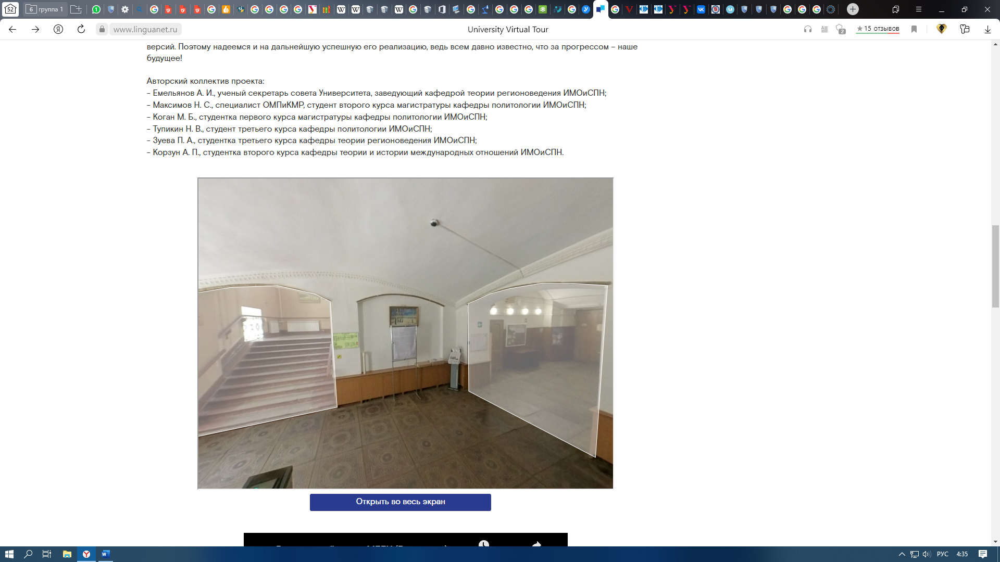 52
6
группа 1
www.linguanet.ru
University Virtual Tour
2
★15 отзывов
версий. Поэтому надеемся и на дальнейшую успешную его реализацию, ведь всем давно известно, что за прогрессом – наше
будущее!
Авторский коллектив проекта:
– Емельянов А. И., ученый секретарь совета Университета, заведующий кафедрой теории регионоведения ИМОиСПН;
– Максимов Н. С., специалист ОМПиКМР, студент второго курса магистратуры кафедры политологии ИМОиСПН;
– Коган М. Б., студентка первого курса магистратуры кафедры политологии ИМОиСПН;
– Тупикин Н. В., студент третьего курса кафедры политологии ИМОиСПН;
– Зуева П. А., студентка третьего курса кафедры теории регионоведения ИМОиСПН;
– Корзун А. П., студентка второго курса кафедры теории и истории международных отношений ИМОиСПН.
Открыть во весь экран
РУС
4:35